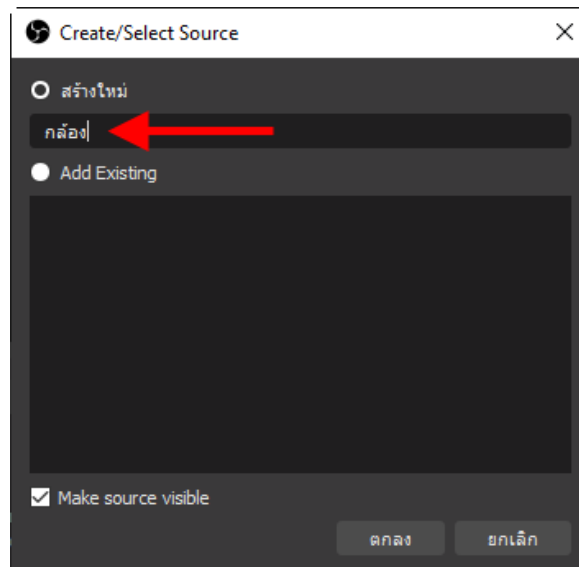 Create/Select Source
สร้างใหม่
กล้อง
Add Existing
Make source visible
ตกลง ยกเลิก